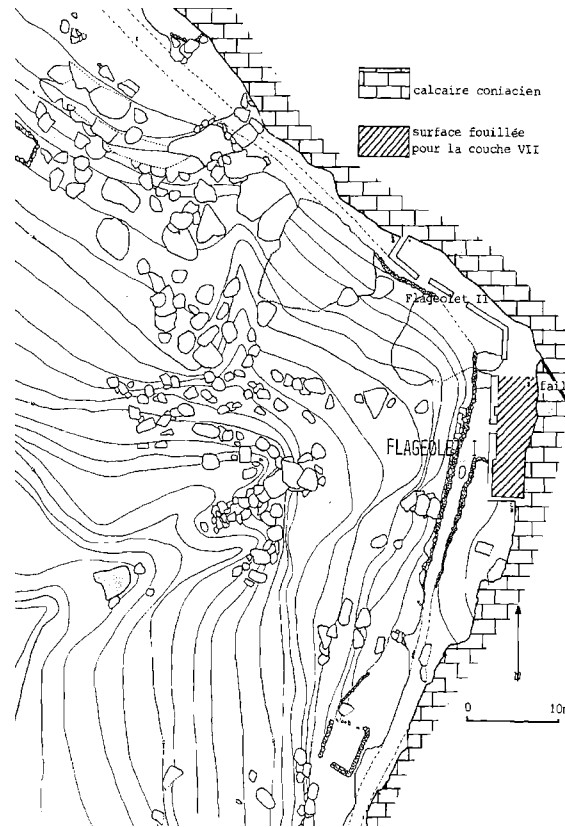 calcaire coniacien
surface fouillée
pour la couche VII
Flageolet II
fail
FLAGEOLET I
0 10m